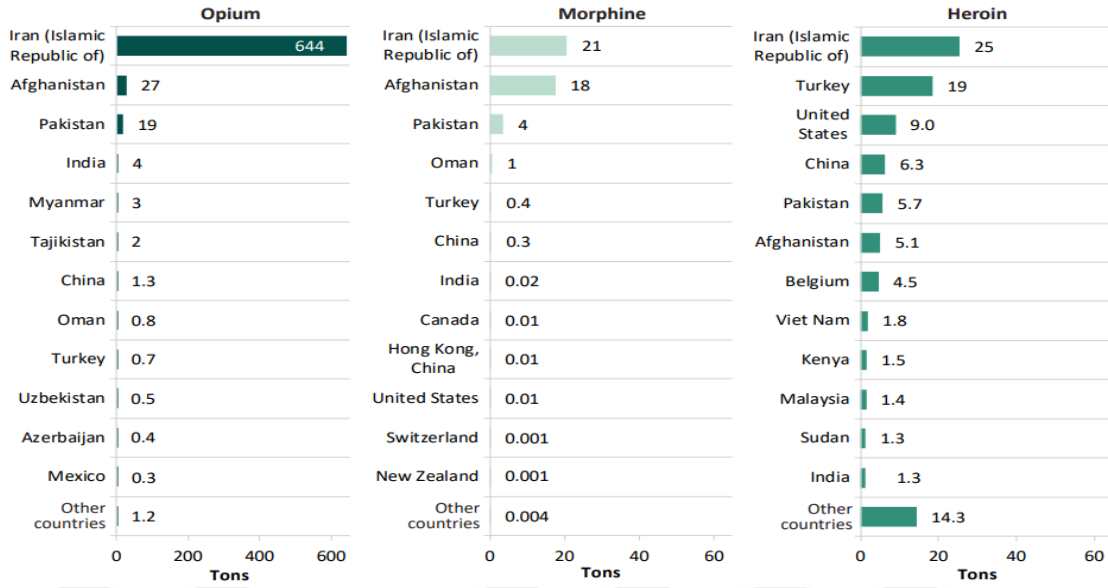 Opium
Iran (Islamic
Republic of)
644
Afghanistan
27
Pakistan
19
India
4
Myanmar
3
Tajikistan
2
China
1.3
Oman
0.8
Turkey
0.7
Uzbekistan
0.5
Azerbaijan
0.4
Mexico
0.3
Other
countries
1.2
0 200 400 600
Tons
Morphine
Iran (Islamic
Republic of)
21
Afghanistan
18
Pakistan
4
Oman
1
Turkey
0.4
China
0.3
India
0.02
Canada
0.01
Hong Kong,
China
0.01
United States
0.01
Switzerland
0.001
New Zealand
0.001
Other
countries
0.004
0 20 40 60
Tons
Heroin
Iran (Islamic
Republic of)
25
Turkey
19
United
States
9.0
China
6.3
Pakistan
5.7
Afghanistan
5.1
Belgium
4.5
Viet Nam
1.8
Kenya
1.5
Malaysia
1.4
Sudan
1.3
India
1.3
Other
countries
14.3
0 20 40 60
Tons